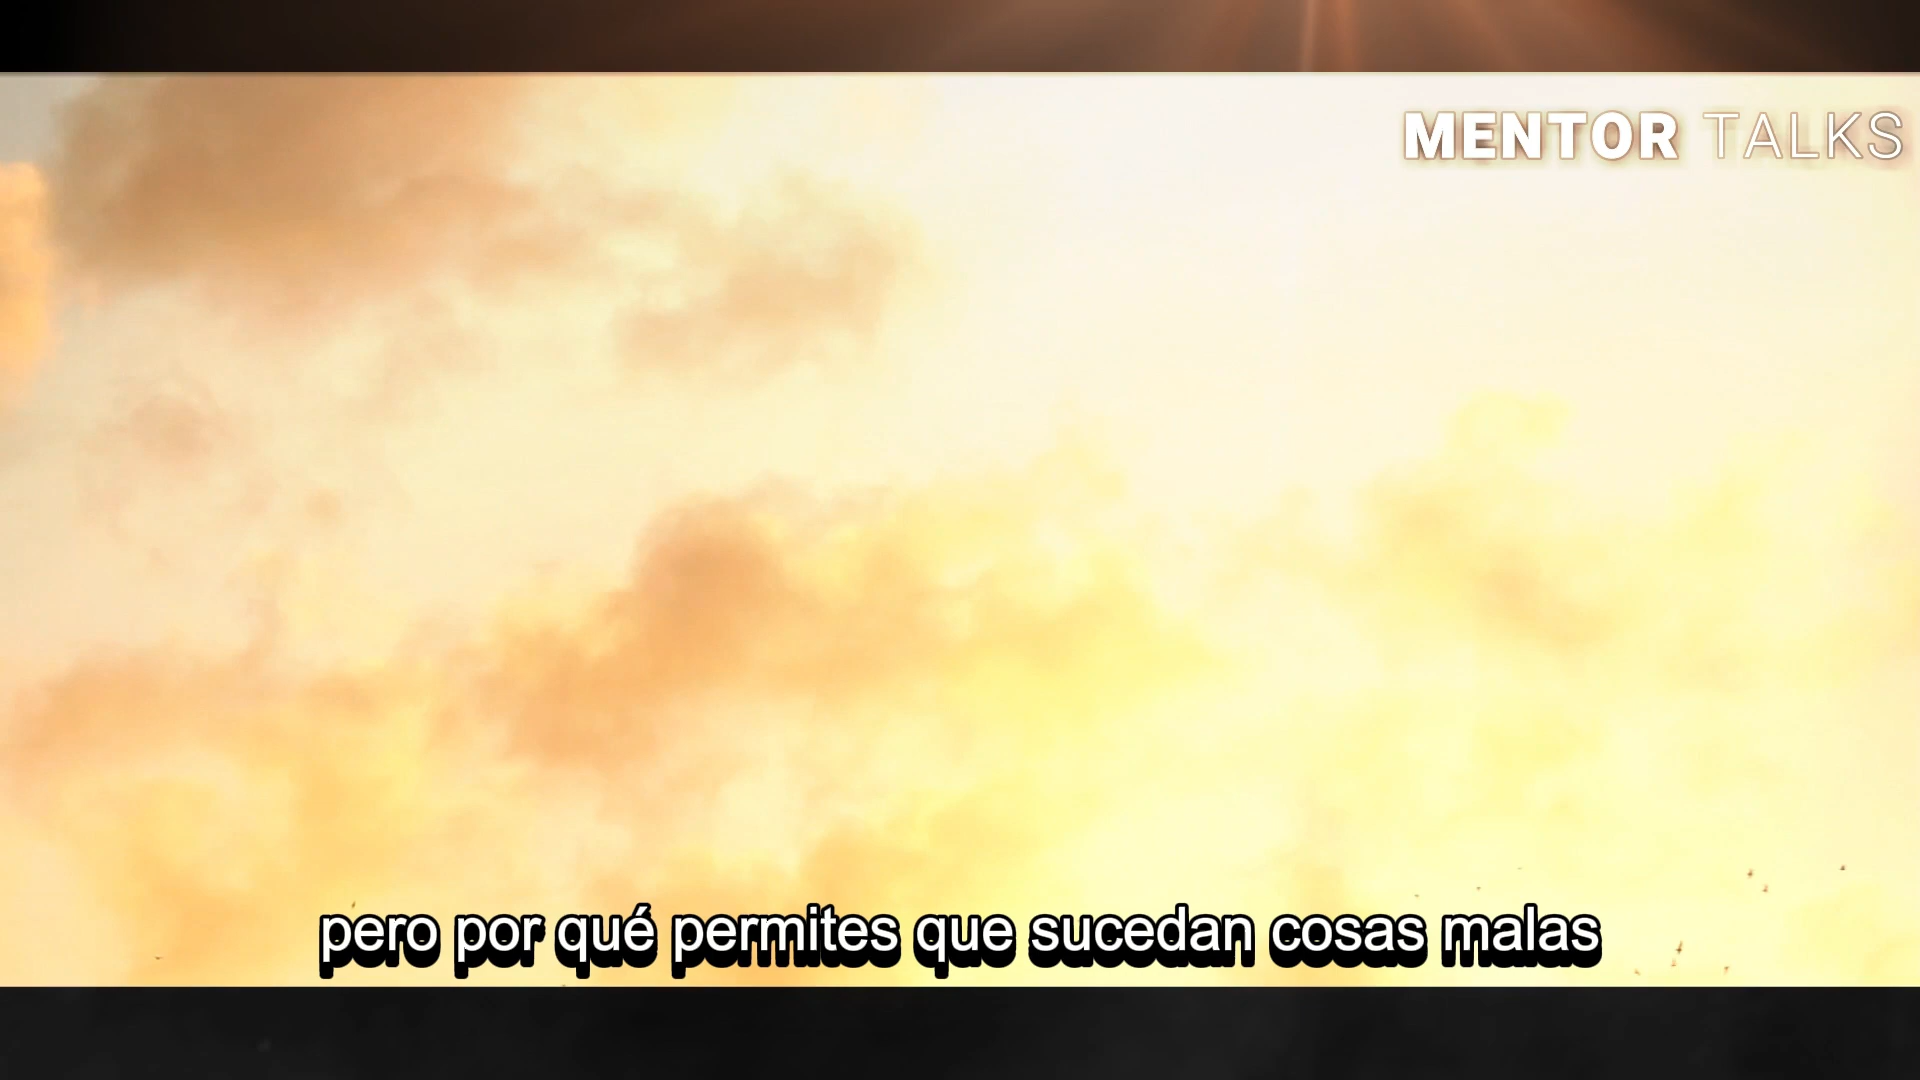 MENTOR TALKS
pero por qué permites que sucedan cosas malas